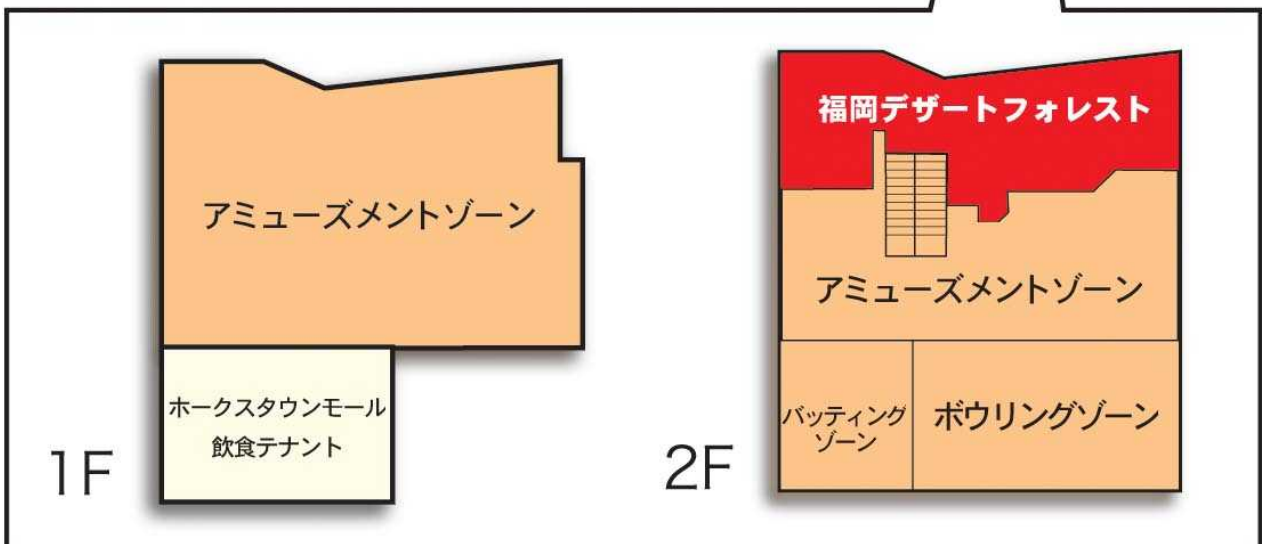 アミューズメントゾーン
ホークスタウンモール
飲食テナント
1F
福岡デザートフォレスト
アミューズメントゾーン
バッティング
ゾーン
ボウリングゾーン
2F